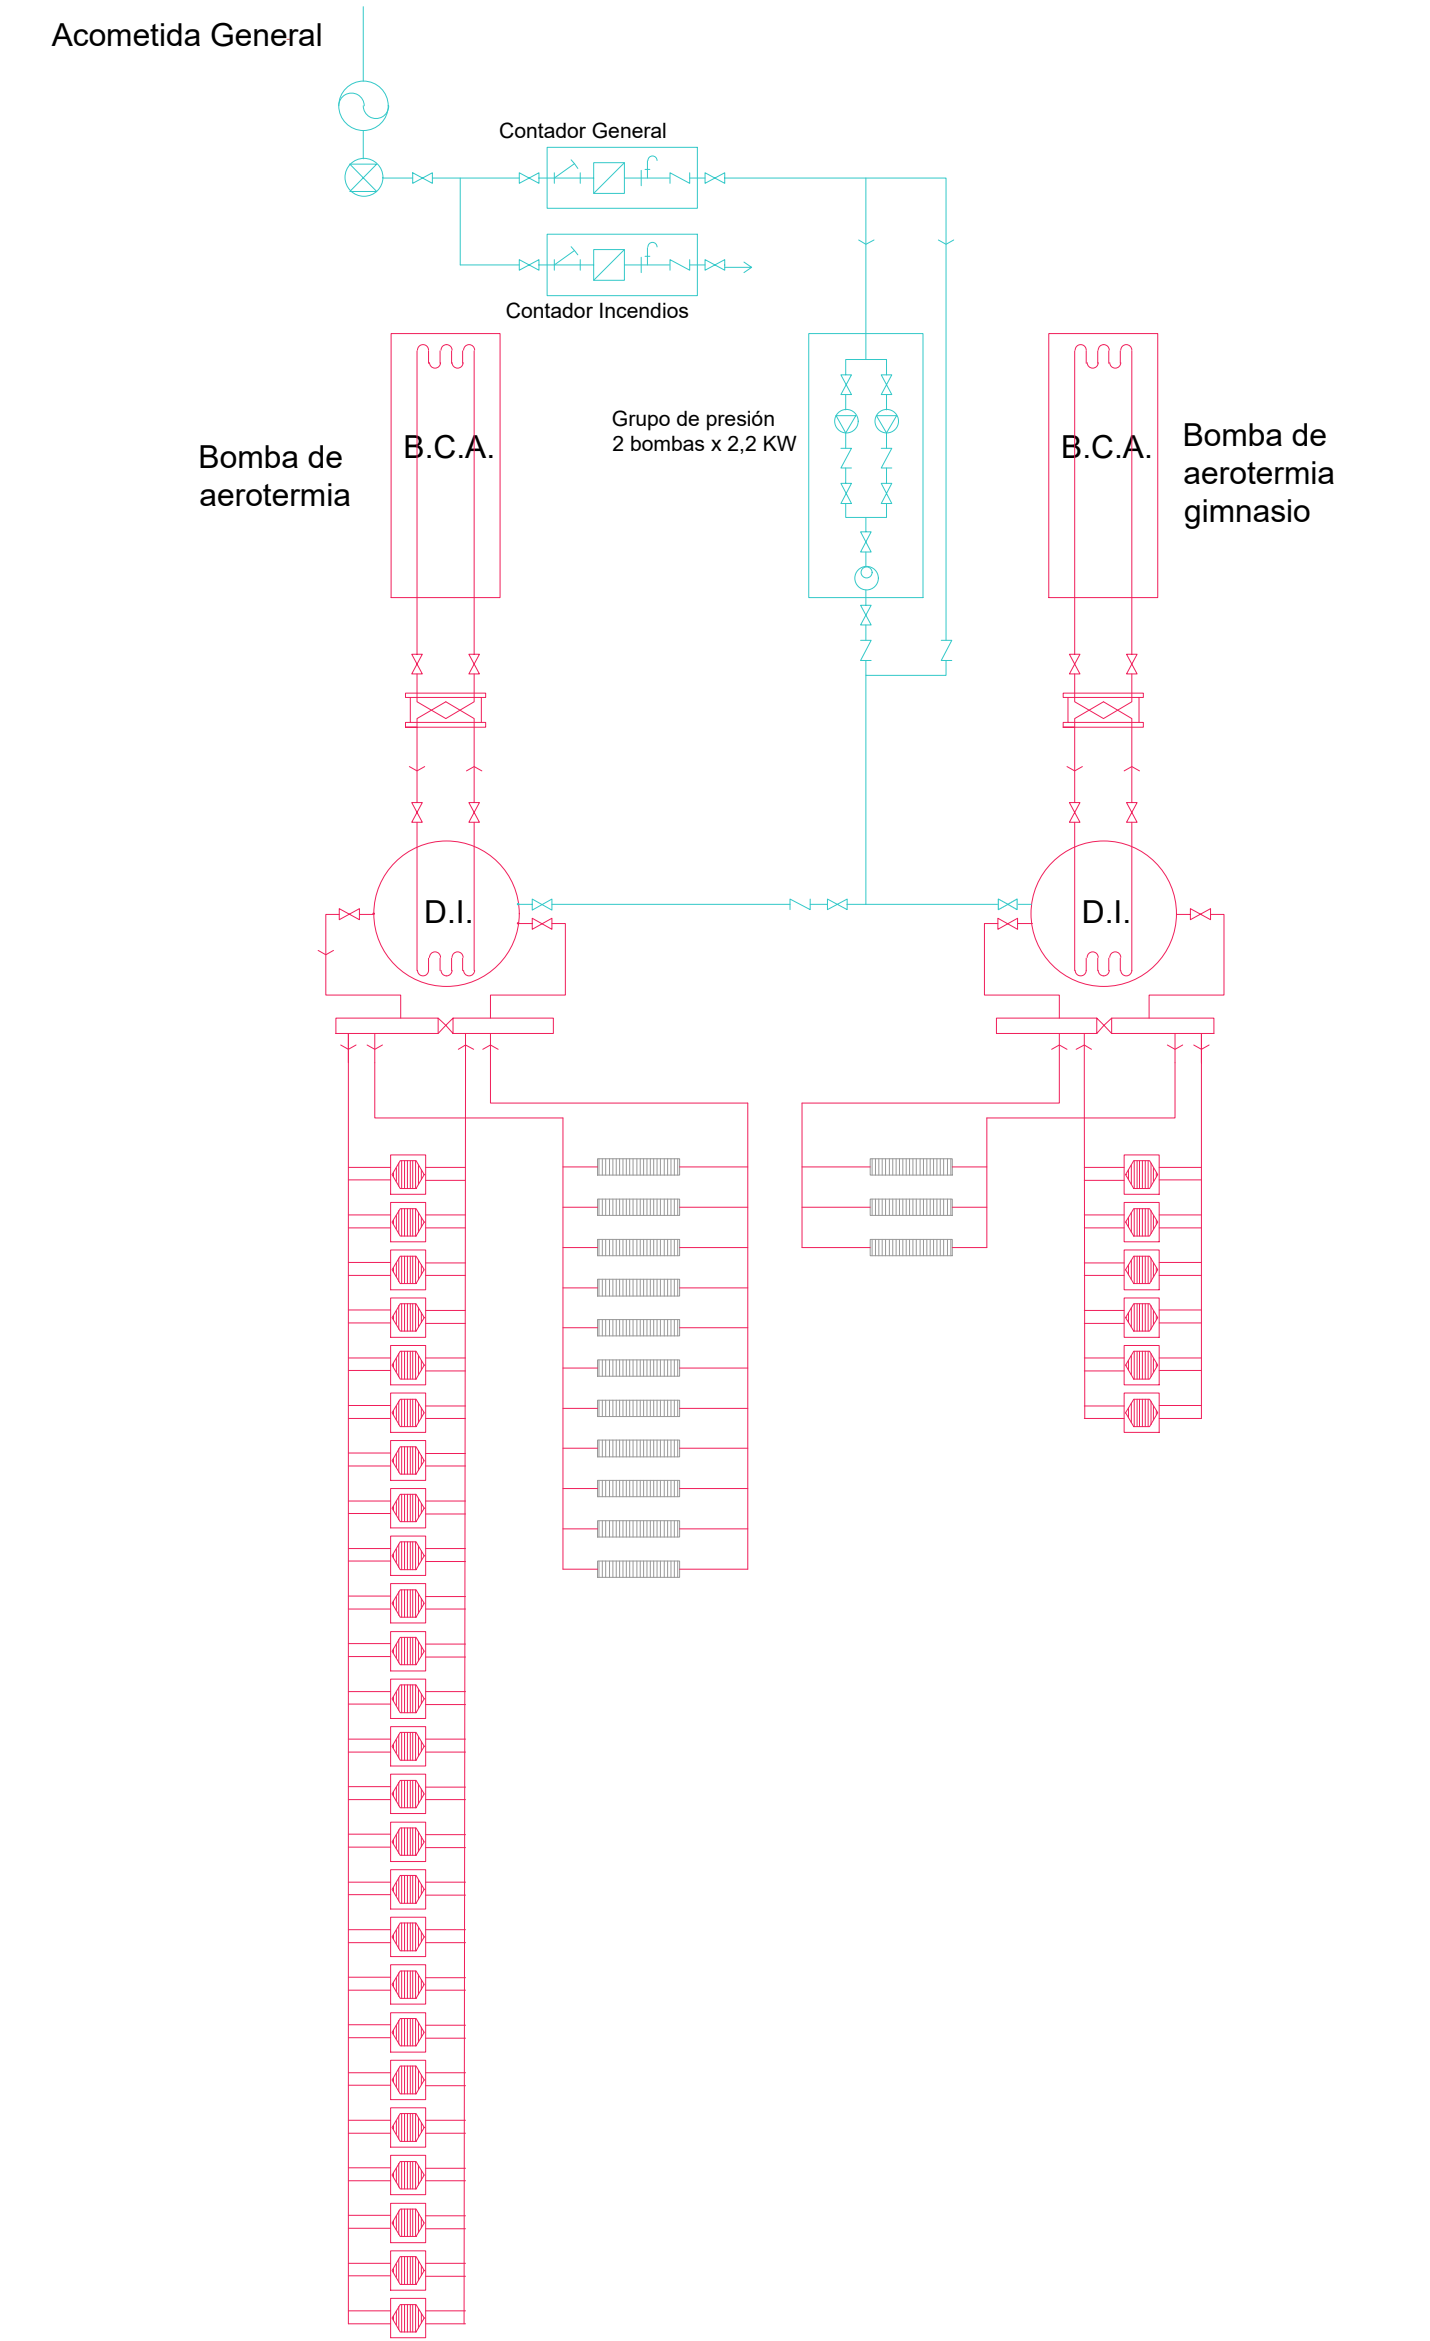 Acometida General
Contador General
Contador Incendios
Grupo de presión
2 bombas x 2,2 KW
B.C.A.
Bomba de
aerotermia
B.C.A.
Bomba de
aerotermia
gimnasio
D.I.
D.I.